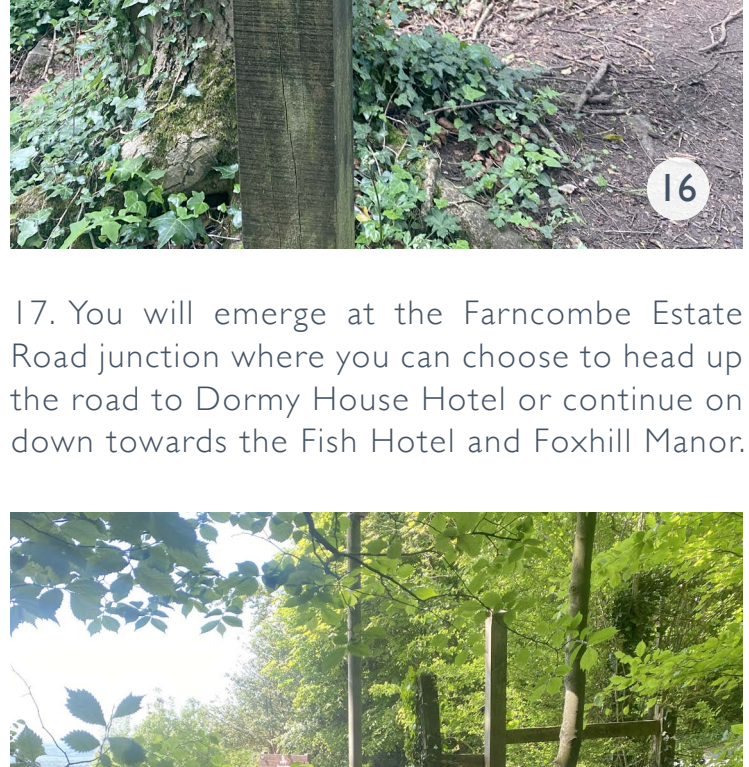 16
17. You will emerge at the Farncombe Estate
Road junction where you can choose to head up
the road to Dormy House Hotel or continue on
down towards the Fish Hotel and Foxhill Manor.